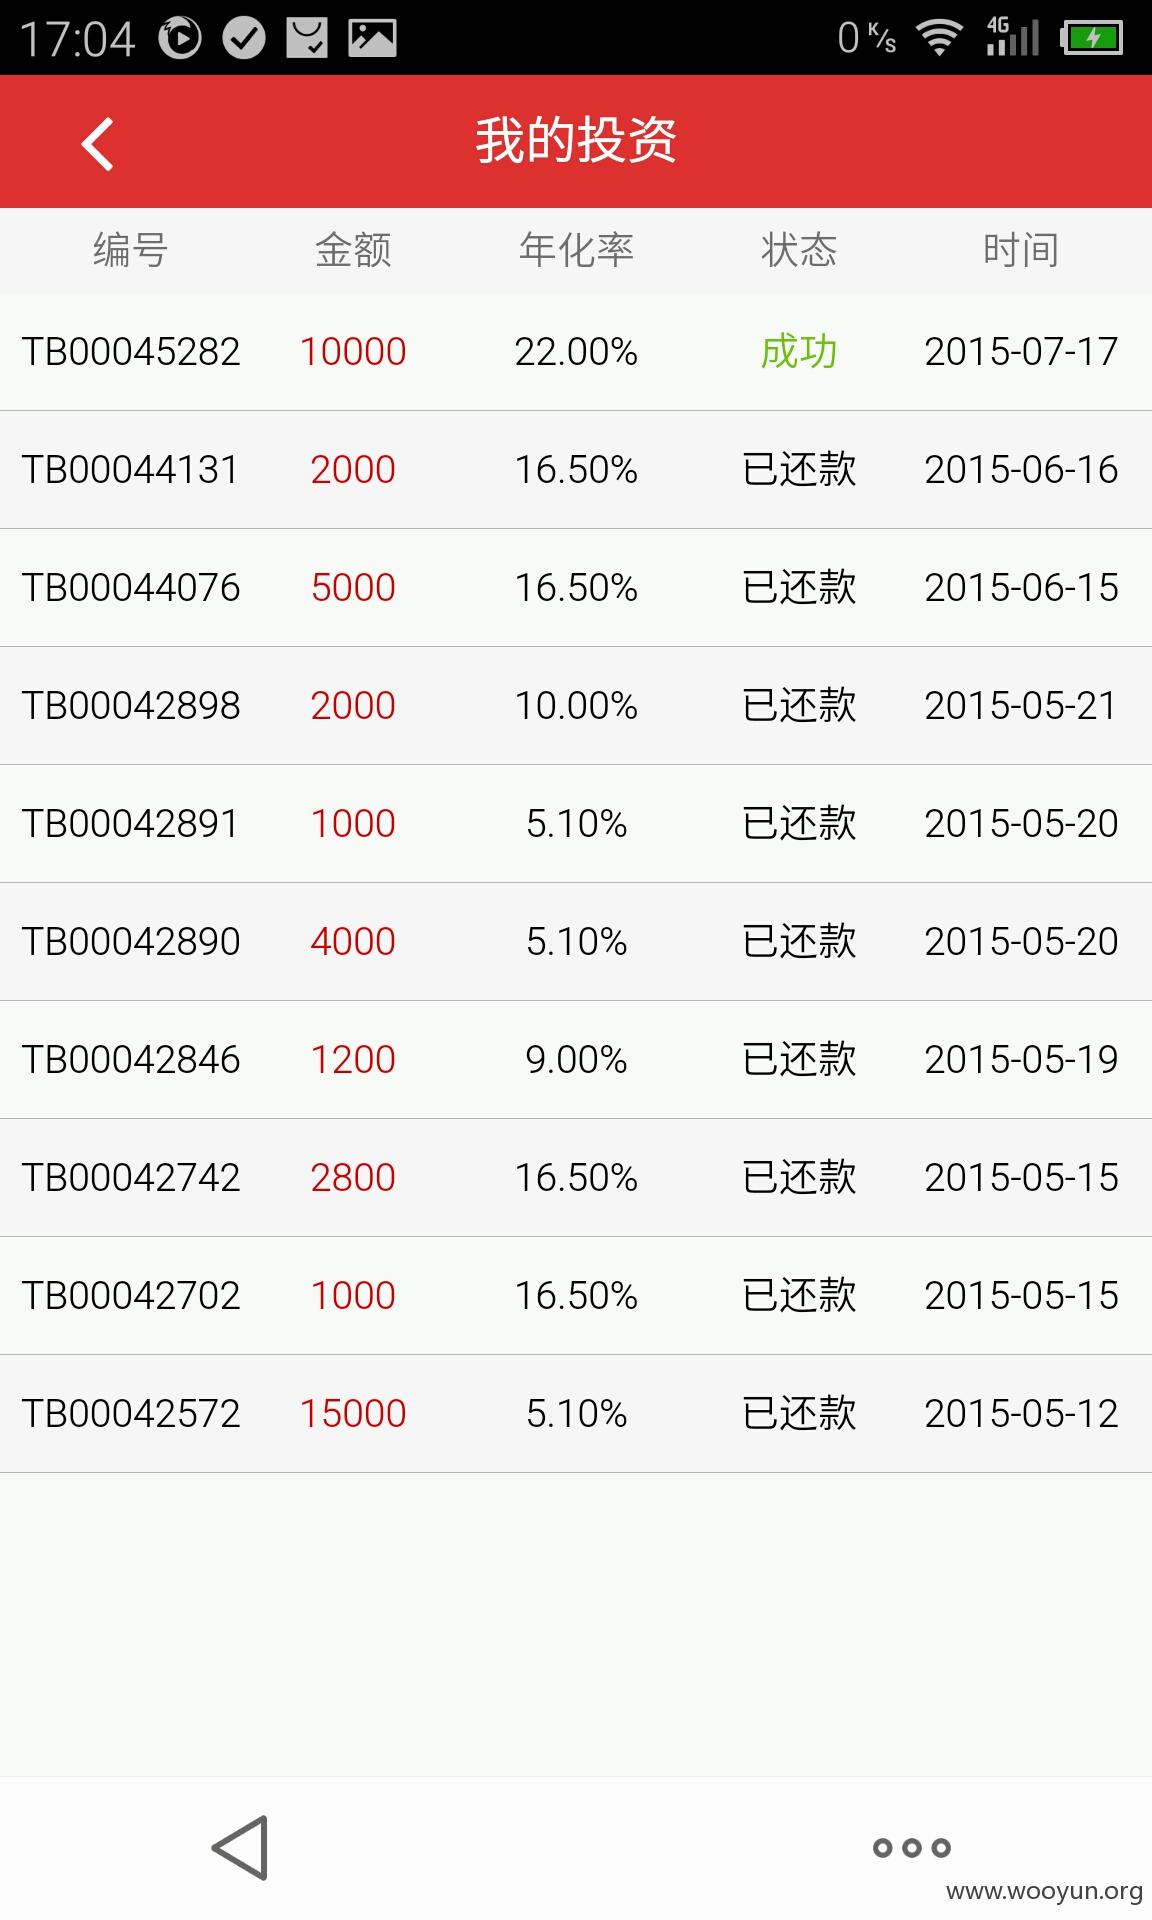 17:04 0 K/s 4G
我的投资
编号 金额 年化率 状态 时间
TB00045282 10000 22.00% 成功 2015-07-17
TB00044131 2000 16.50% 已还款 2015-06-16
TB00044076 5000 16.50% 已还款 2015-06-15
TB00042898 2000 10.00% 已还款 2015-05-21
TB00042891 1000 5.10% 已还款 2015-05-20
TB00042890 4000 5.10% 已还款 2015-05-20
TB00042846 1200 9.00% 已还款 2015-05-19
TB00042742 2800 16.50% 已还款 2015-05-15
TB00042702 1000 16.50% 已还款 2015-05-15
TB00042572 15000 5.10% 已还款 2015-05-12
www.wooyun.org